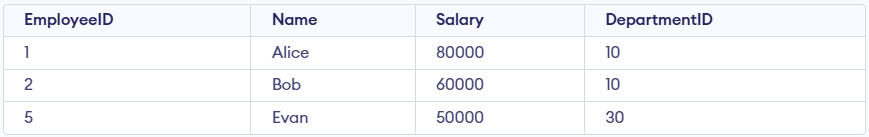 EmployeeID Name Salary DepartmentID
1 Alice 80000 10
2 Bob 60000 10
5 Evan 50000 30